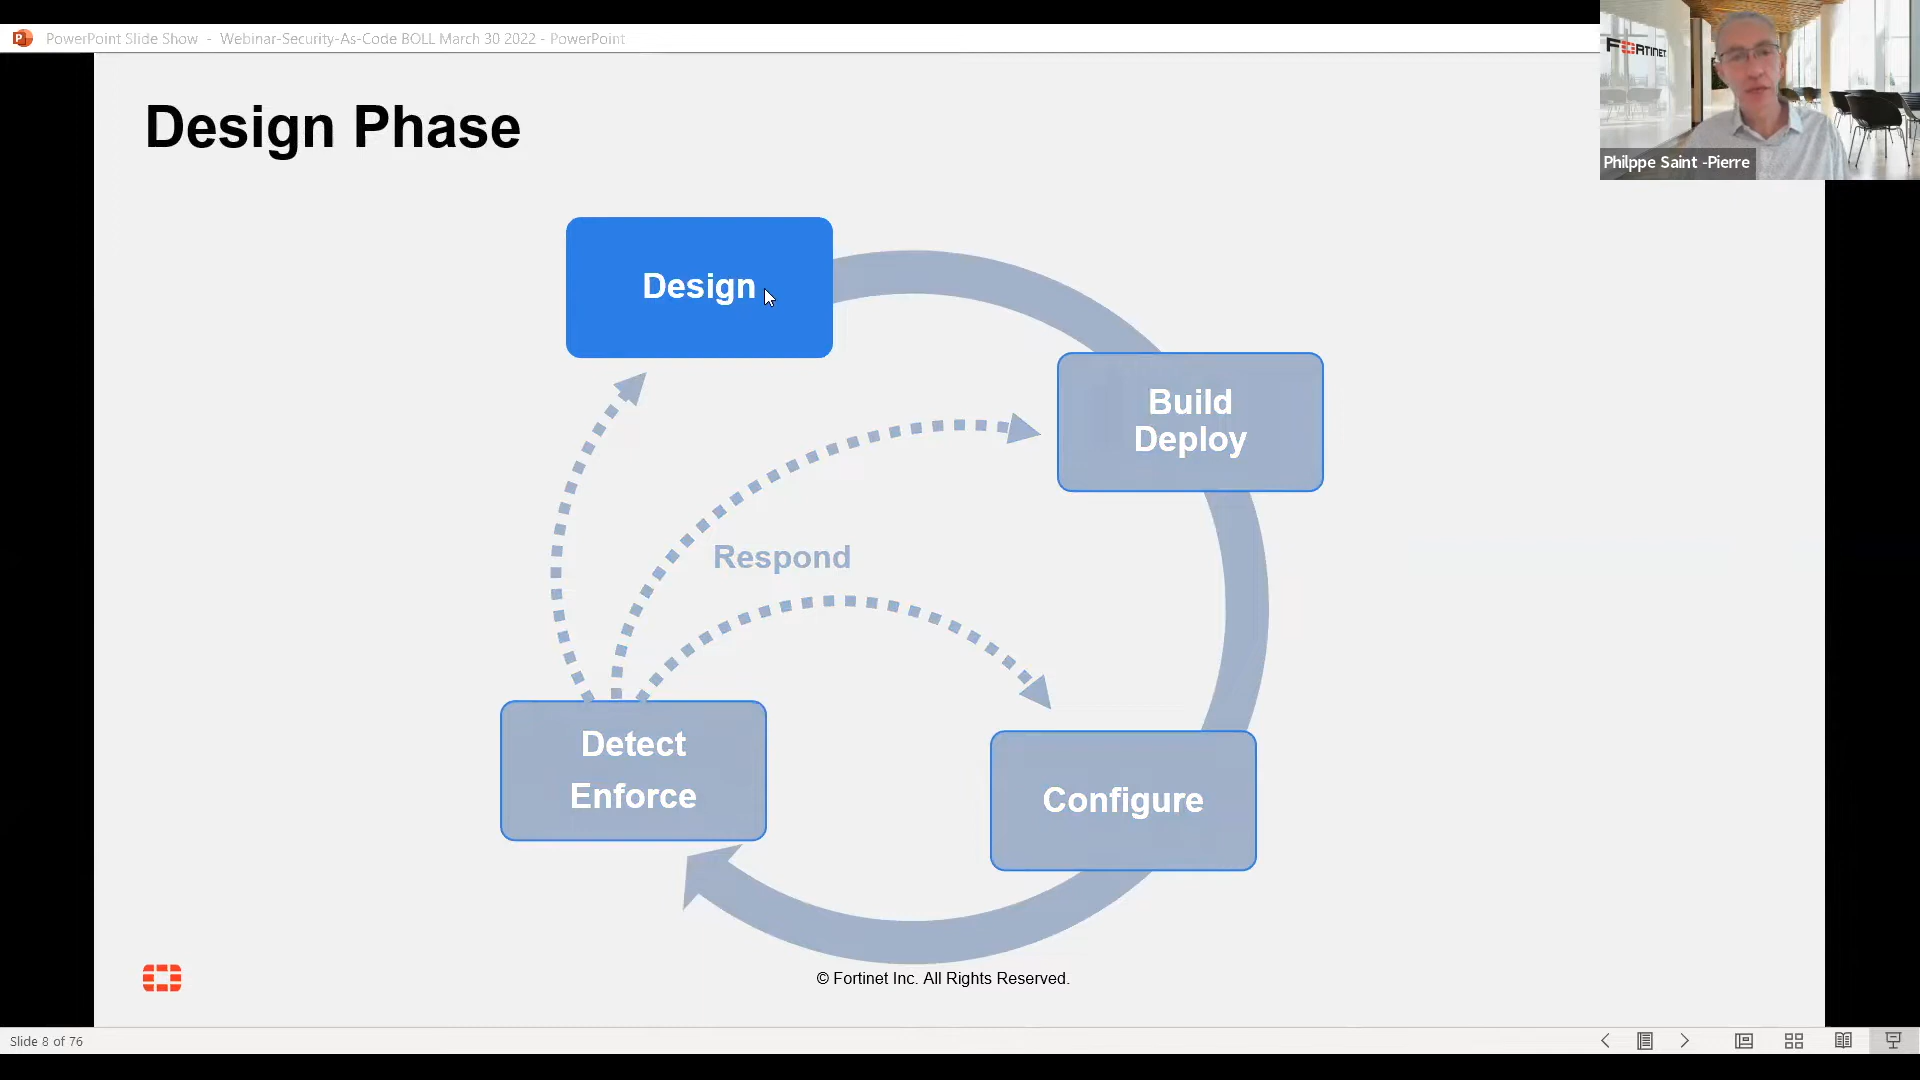 PowerPoint Slide Show - Webinar-Security-As-Code BOLL March 30 2022 - PowerPoint
FORTINET
Philppe Saint -Pierre
Design Phase
Design
Build
Deploy
Respond
Detect
Enforce
Configure
© Fortinet Inc. All Rights Reserved.
Slide 8 of 76